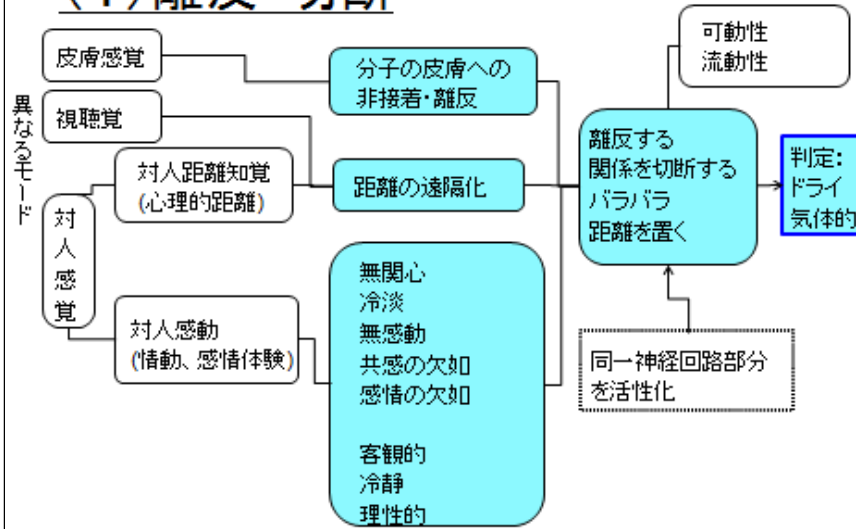 皮膚感覚
視聴覚
異なるモード
対人感覚
対人距離知覚
(心理的距離)
対人感動
(情動、感情体験)
分子の皮膚への
非接着・離反
距離の遠隔化
無関心
冷淡
無感動
共感の欠如
感情の欠如
客観的
冷静
理性的
可動性
流動性
離反する
関係を切断する
バラバラ
距離を置く
同一神経回路部分
を活性化
判定:
ドライ
気体的